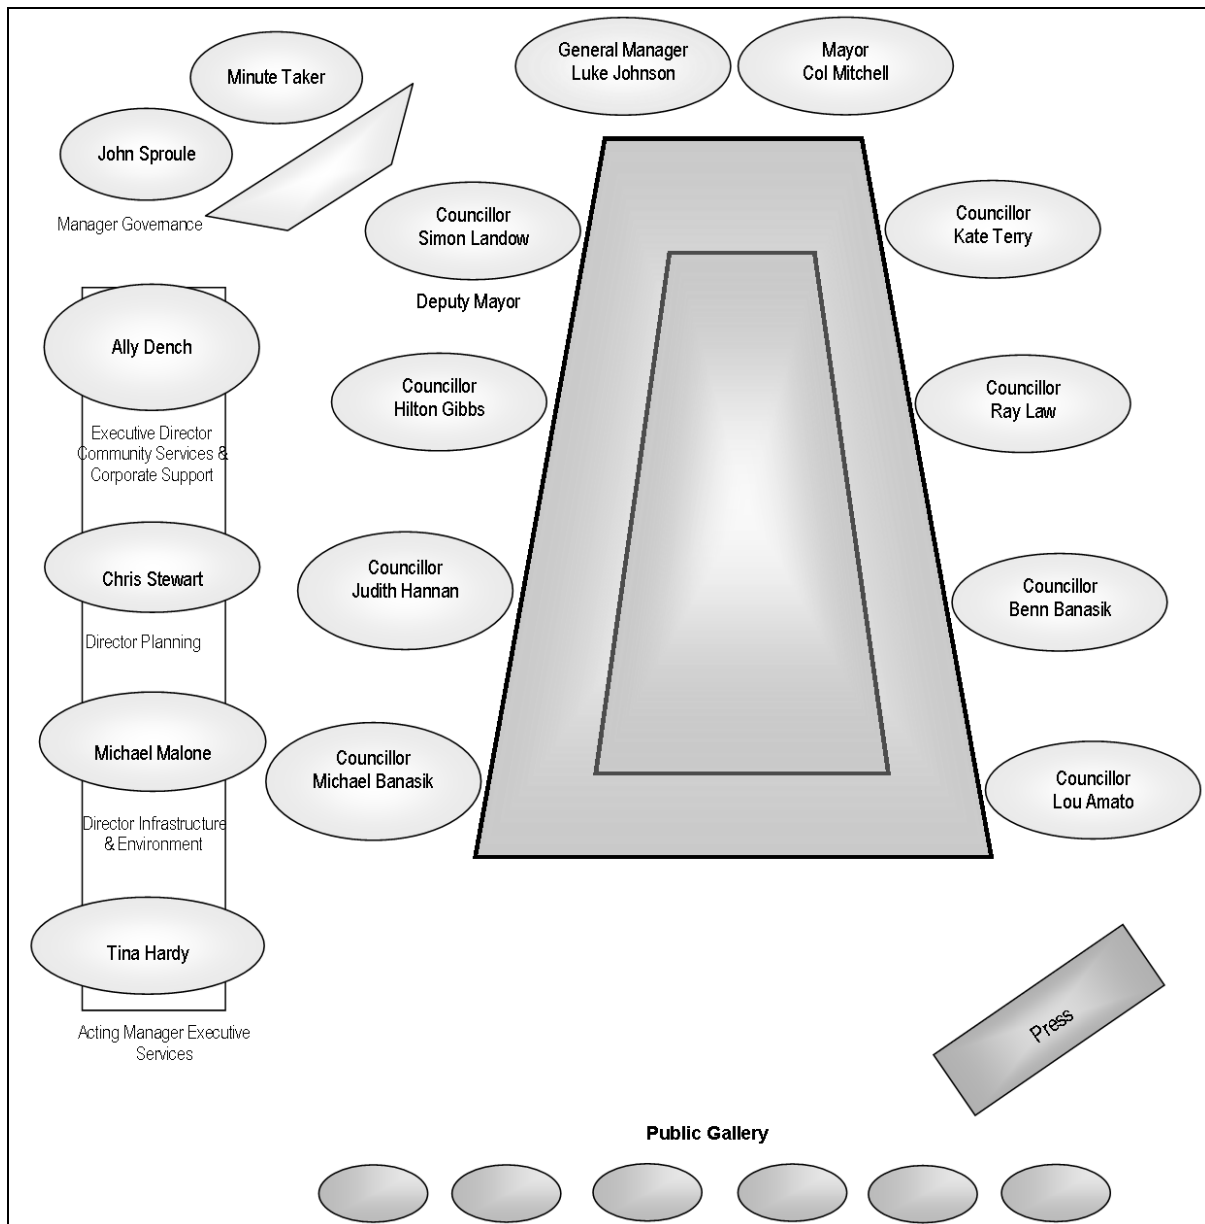 Minute Taker
John Sproule
Manager Governance
General Manager
Luke Johnson
Mayor
Col Mitchell
Councillor
Simon Landow
Deputy Mayor
Councillor
Kate Terry
Ally Dench
Executive Director
Community Services &
Corporate Support
Councillor
Hilton Gibbs
Councillor
Ray Law
Chris Stewart
Director Planning
Councillor
Judith Hannan
Councillor
Benn Banasik
Michael Malone
Director Infrastructure
& Environment
Councillor
Michael Banasik
Councillor
Lou Amato
Tina Hardy
Acting Manager Executive
Services
Press
Public Gallery